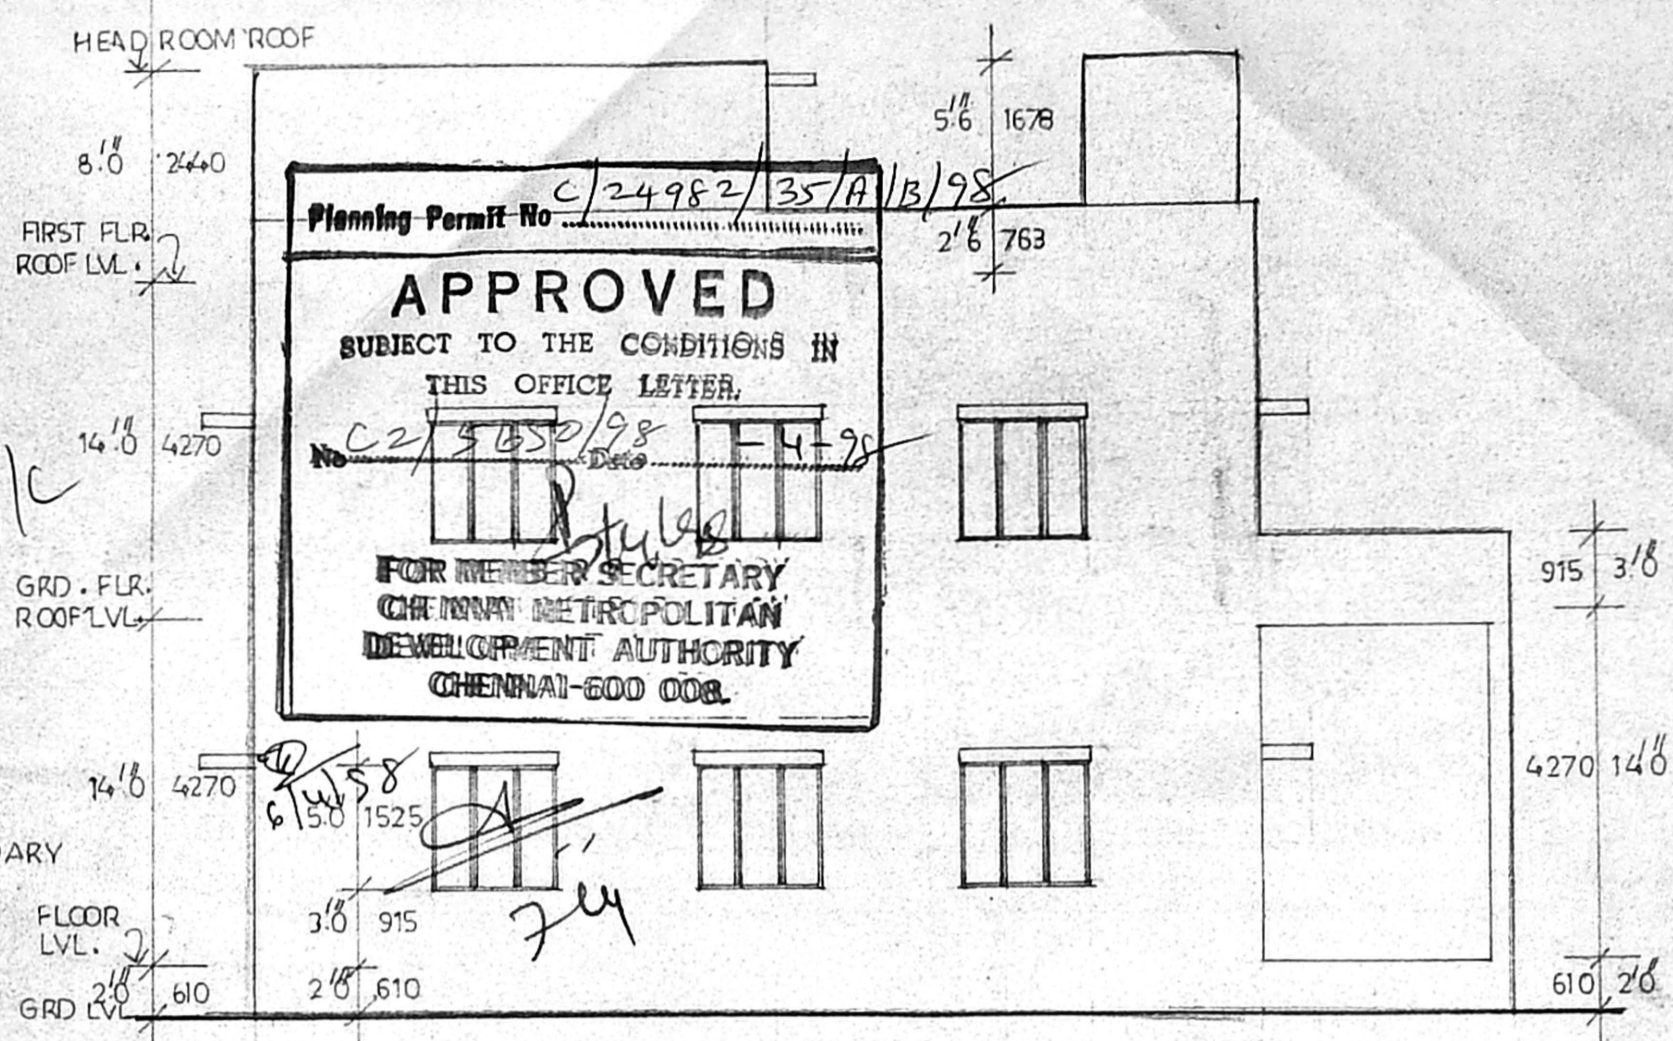 HEAD ROOM ROOF
8'0" 2440
5'6" 1678
Planning Permit No C/24982/35/A/B/98
FIRST FLR.
ROOF LVL.
2'6" 763
APPROVED
SUBJECT TO THE CONDITIONS IN
THIS OFFICE LETTER.
14'0" 4270
No C2/5650/98 Date -4-98
/C
FOR MEMBER SECRETARY
CHENNAI METROPOLITAN
DEVELOPMENT AUTHORITY
CHENNAI-600 008.
GRD. FLR.
ROOF LVL.
915 3'0"
14'0" 4270
5'0" 1525
4270 14'0"
ARY
3'0" 915
FLOOR
LVL.
2'0" 610
2'0" 610
610 2'0"
GRD LVL